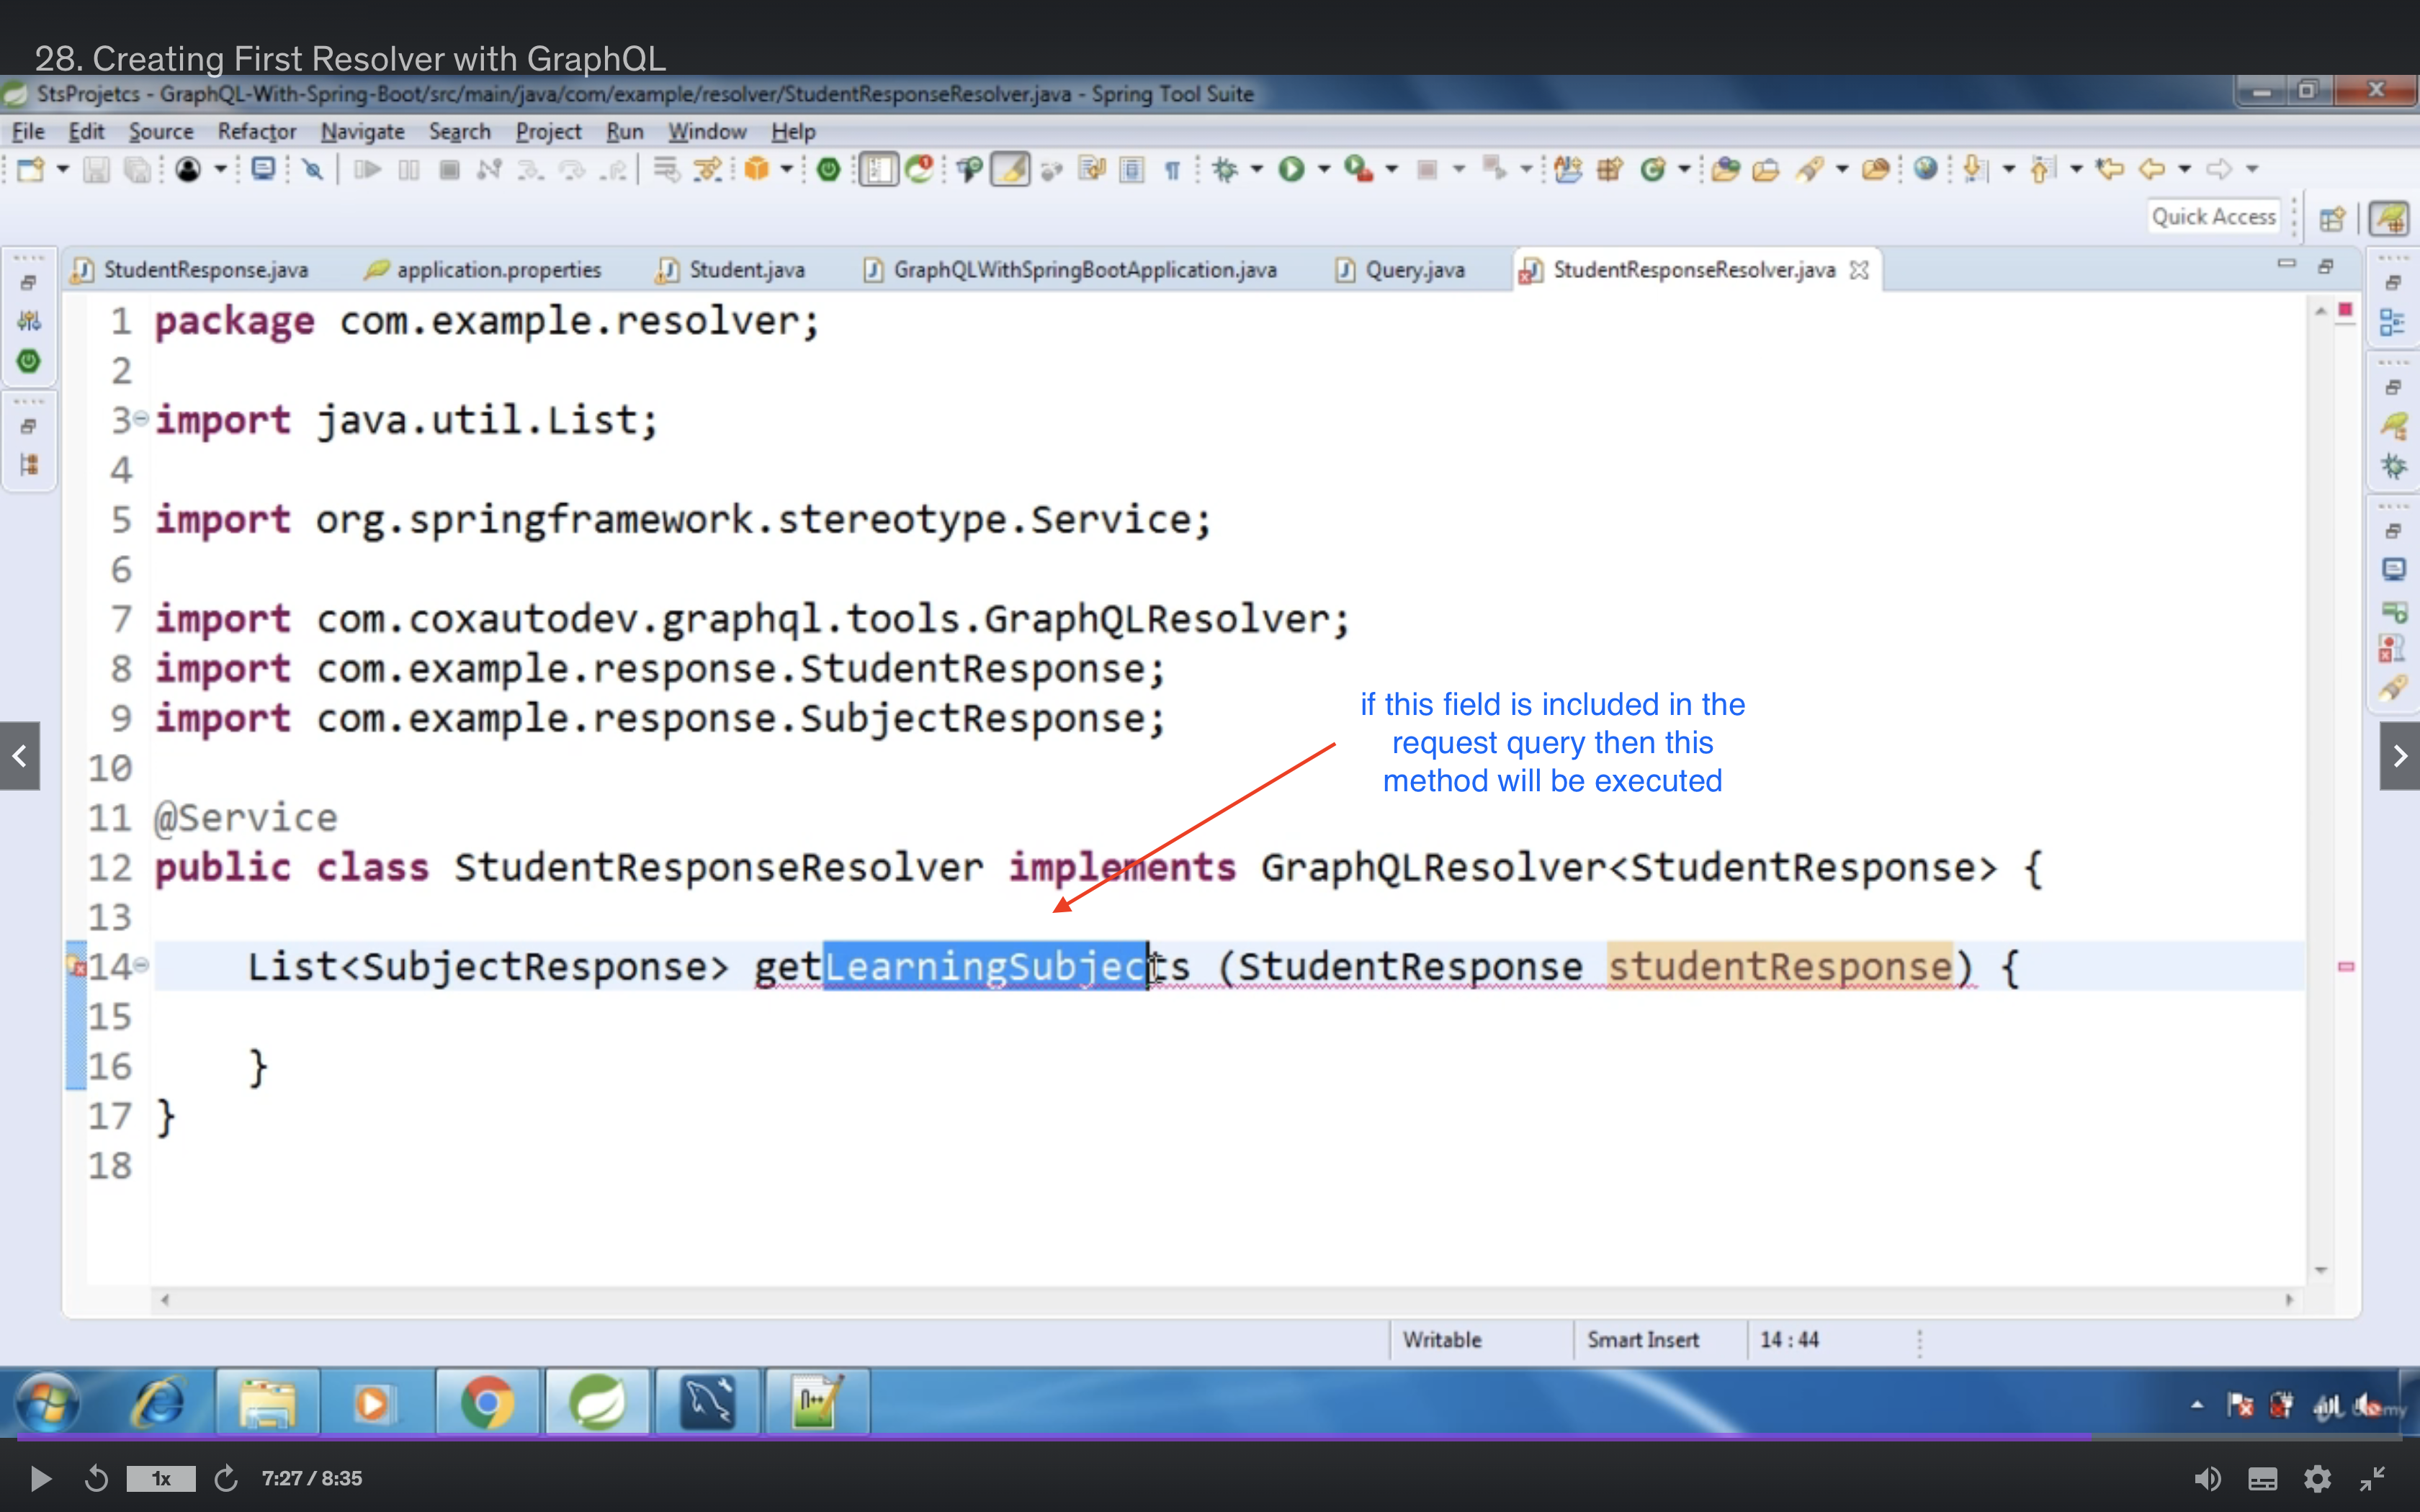 28. Creating First Resolver with GraphQL
StsProjetcs - GraphQL-With-Spring-Boot/src/main/java/com/example/resolver/StudentResponseResolver.java - Spring Tool Suite
File Edit Source Refactor Navigate Search Project Run Window Help
Quick Access
StudentResponse.java application.properties Student.java GraphQLWithSpringBootApplication.java Query.java StudentResponseResolver.java
1 package com.example.resolver;
2
3 import java.util.List;
4
5 import org.springframework.stereotype.Service;
6
7 import com.coxautodev.graphql.tools.GraphQLResolver;
8 import com.example.response.StudentResponse;
9 import com.example.response.SubjectResponse;
if this field is included in the
request query then this
method will be executed
10
11 @Service
12 public class StudentResponseResolver implements GraphQLResolver<StudentResponse> {
13
14 List<SubjectResponse> getLearningSubjects (StudentResponse studentResponse) {
15
16 }
17 }
18
Writable Smart Insert 14 : 44
1x 7:27 / 8:35